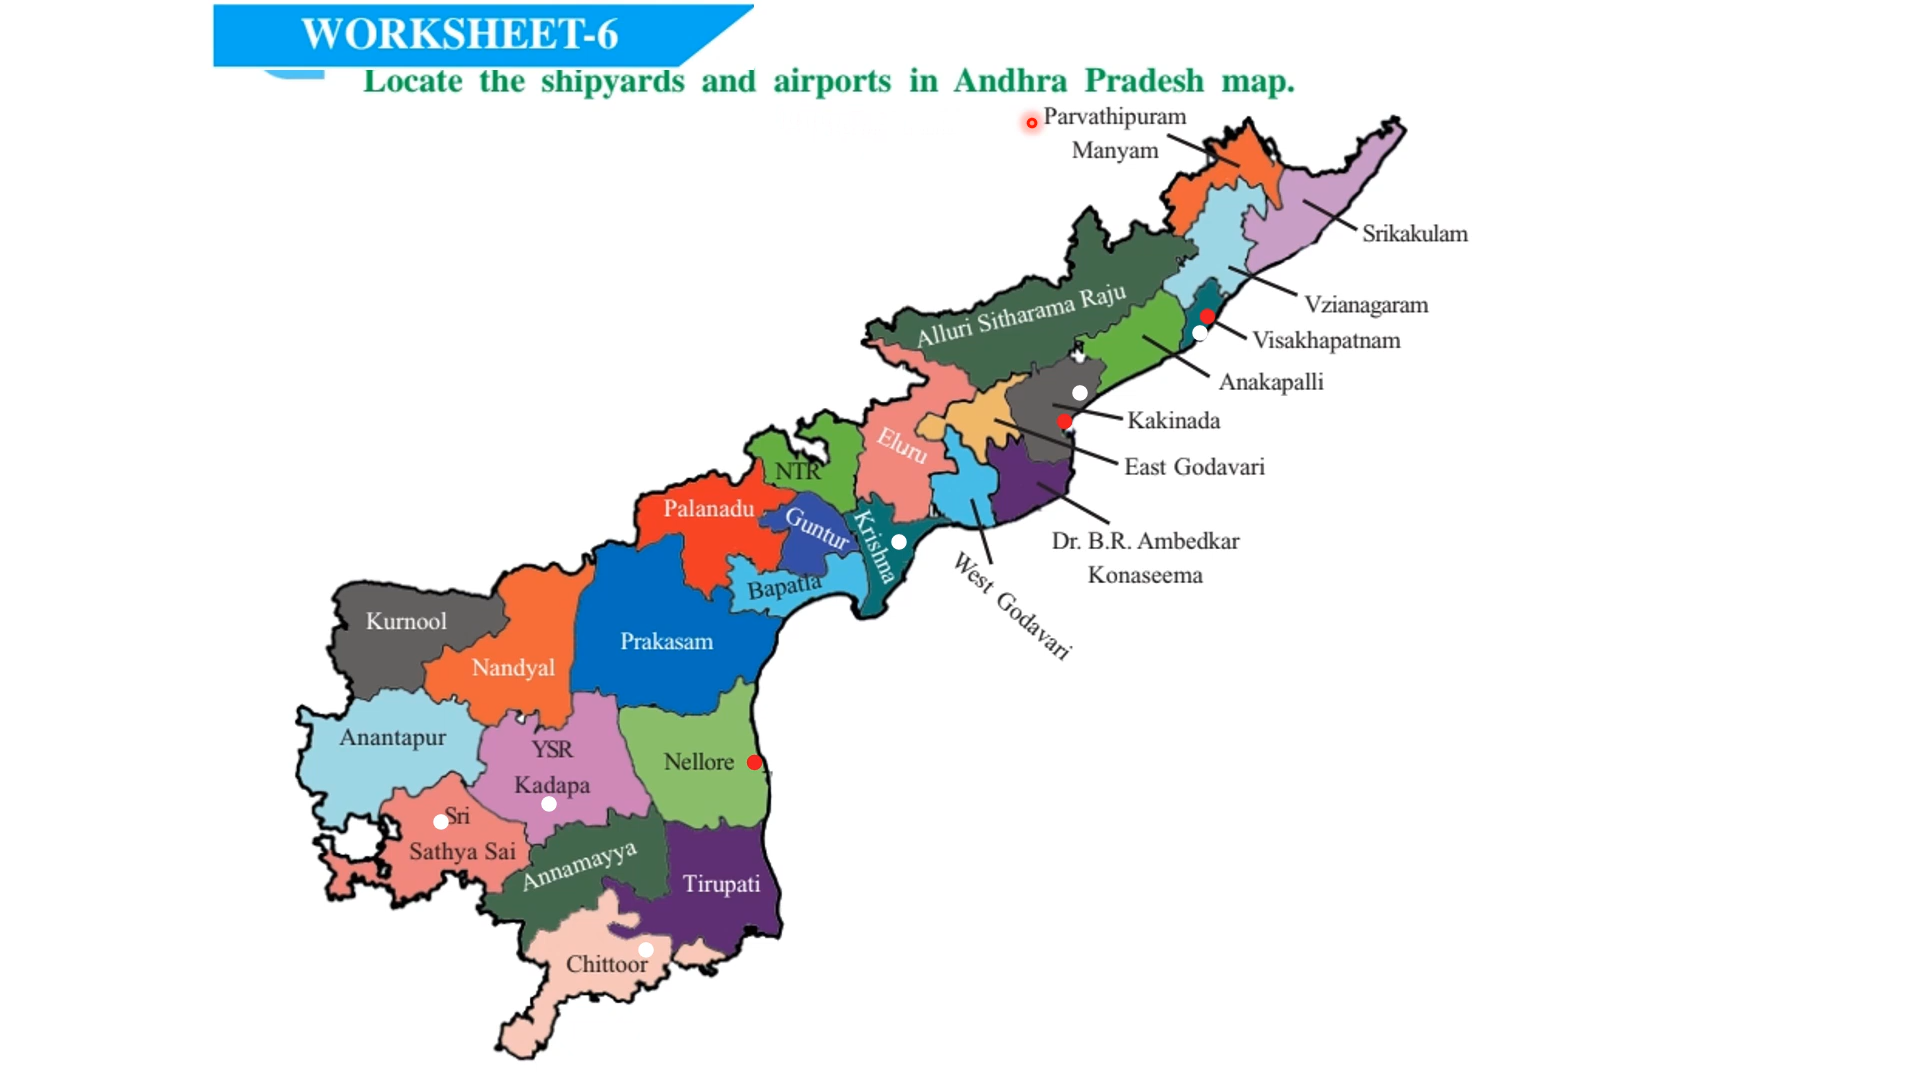 WORKSHEET-6
Locate the shipyards and airports in Andhra Pradesh map.
Parvathipuram
Manyam
Srikakulam
Alluri Sitharama Raju
Vzianagaram
Visakhapatnam
Anakapalli
Kakinada
Eluru
East Godavari
NTR
Palanadu
Guntur
Krishna
Dr. B.R. Ambedkar
Konaseema
West Godavari
Bapatla
Kurnool
Prakasam
Nandyal
Anantapur
YSR
Kadapa
Nellore
Sri
Sathya Sai
Annamayya
Tirupati
Chittoor